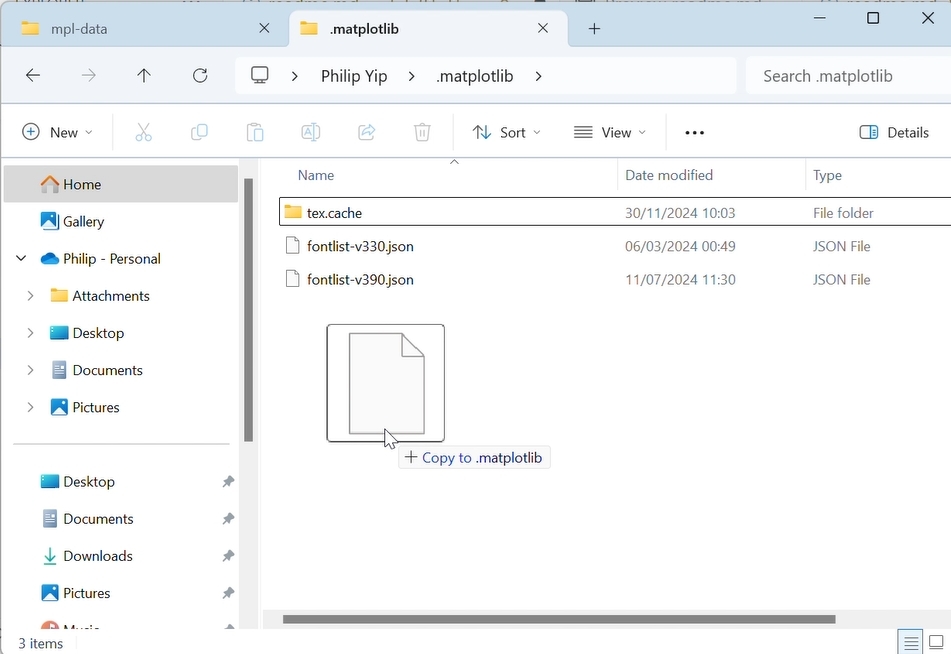 mpl-data
.matplotlib
Philip Yip
.matplotlib
Search .matplotlib
New
Sort
View
Details
Home
Gallery
Philip - Personal
Attachments
Desktop
Documents
Pictures
Desktop
Documents
Downloads
Pictures
Music
Name Date modified Type
tex.cache 30/11/2024 10:03 File folder
fontlist-v330.json 06/03/2024 00:49 JSON File
fontlist-v390.json 11/07/2024 11:30 JSON File
+ Copy to .matplotlib
3 items